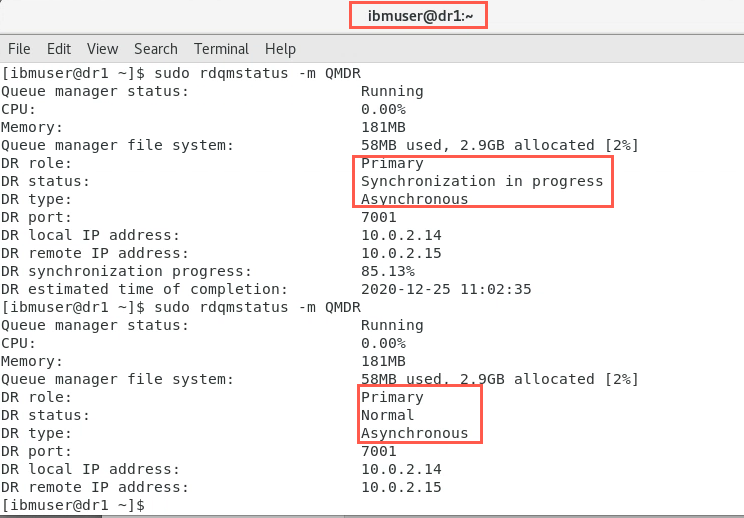 ibmuser@dr1:~
File Edit View Search Terminal Help
[ibmuser@dr1 ~]$ sudo rdqmstatus -m QMDR
Queue manager status: Running
CPU: 0.00%
Memory: 181MB
Queue manager file system: 58MB used, 2.9GB allocated [2%]
DR role: Primary
DR status: Synchronization in progress
DR type: Asynchronous
DR port: 7001
DR local IP address: 10.0.2.14
DR remote IP address: 10.0.2.15
DR synchronization progress: 85.13%
DR estimated time of completion: 2020-12-25 11:02:35
[ibmuser@dr1 ~]$ sudo rdqmstatus -m QMDR
Queue manager status: Running
CPU: 0.00%
Memory: 181MB
Queue manager file system: 58MB used, 2.9GB allocated [2%]
DR role: Primary
DR status: Normal
DR type: Asynchronous
DR port: 7001
DR local IP address: 10.0.2.14
DR remote IP address: 10.0.2.15
[ibmuser@dr1 ~]$